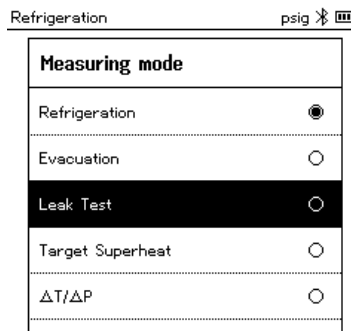 Refrigeration psig
Measuring mode
Refrigeration
Evacuation
Leak Test
Target Superheat
ΔT/ΔP